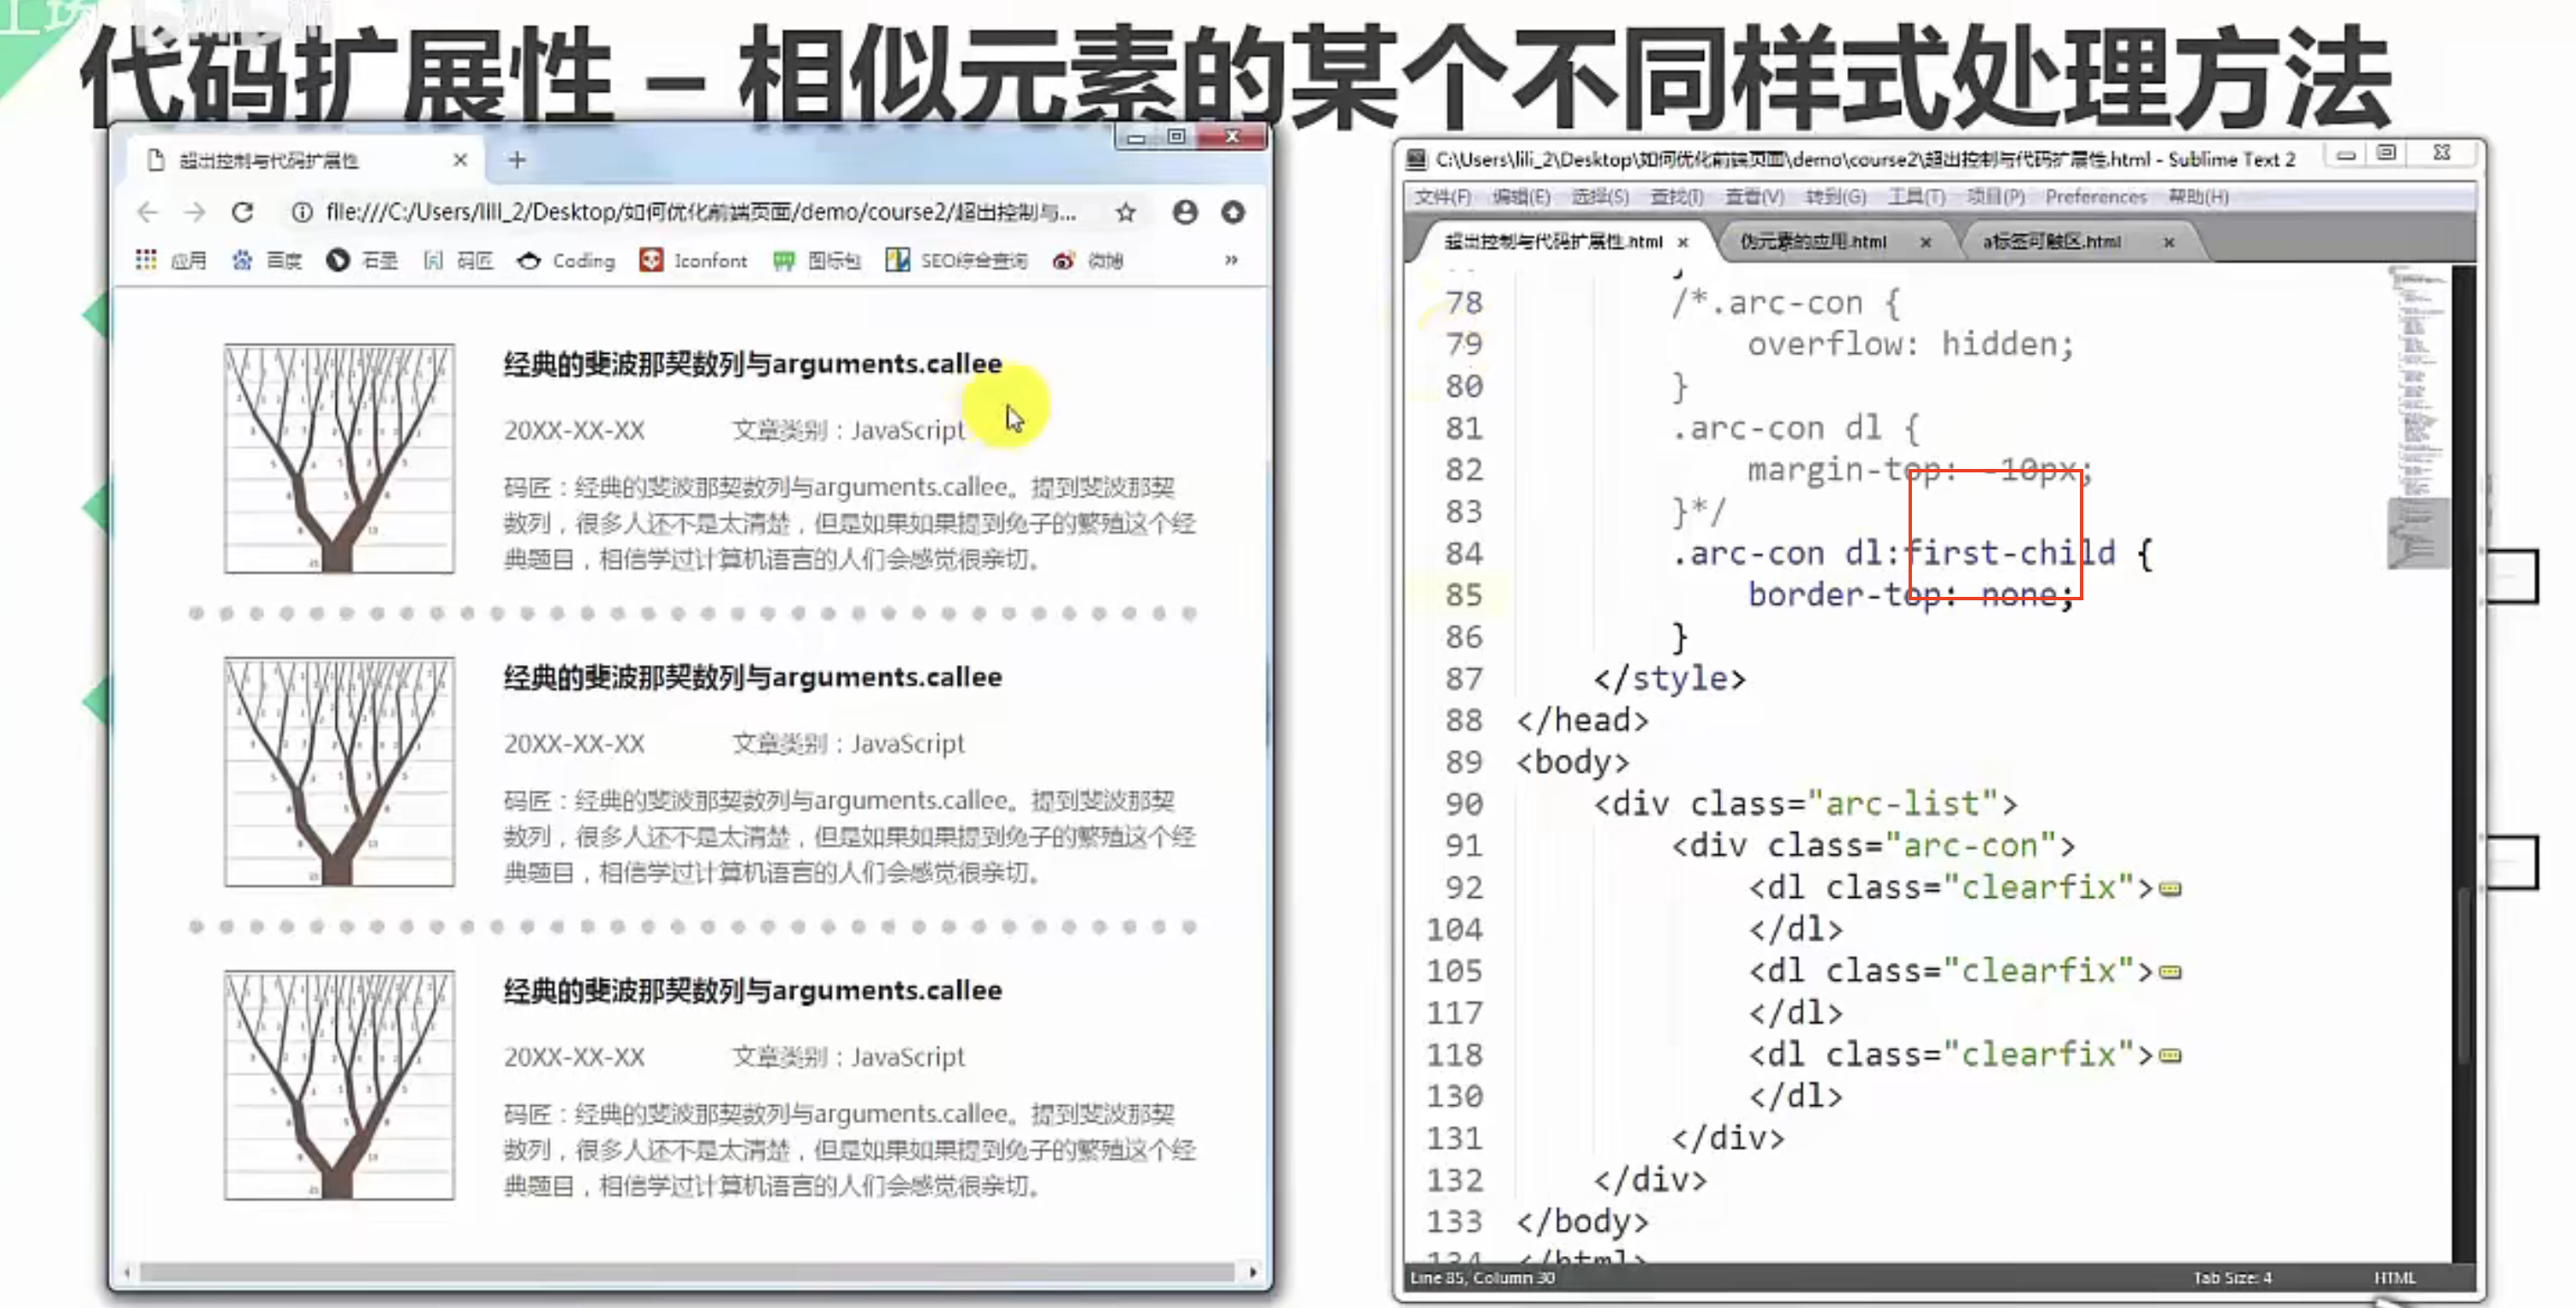 工坊
代码扩展性 – 相似元素的某个不同样式处理方法
超出控制与代码扩展性
file:///C:/Users/lili_2/Desktop/如何优化前端页面/demo/course2/超出控制与...
应用 百度 石墨 码匠 Coding Iconfont 图标包 SEO综合查询 微博 »
经典的斐波那契数列与arguments.callee
20XX-XX-XX 文章类别：JavaScript
码匠：经典的斐波那契数列与arguments.callee。提到斐波那契
数列，很多人还不是太清楚，但是如果如果提到兔子的繁殖这个经
典题目，相信学过计算机语言的人们会感觉很亲切。
经典的斐波那契数列与arguments.callee
20XX-XX-XX 文章类别：JavaScript
码匠：经典的斐波那契数列与arguments.callee。提到斐波那契
数列，很多人还不是太清楚，但是如果如果提到兔子的繁殖这个经
典题目，相信学过计算机语言的人们会感觉很亲切。
经典的斐波那契数列与arguments.callee
20XX-XX-XX 文章类别：JavaScript
码匠：经典的斐波那契数列与arguments.callee。提到斐波那契
数列，很多人还不是太清楚，但是如果如果提到兔子的繁殖这个经
典题目，相信学过计算机语言的人们会感觉很亲切。
C:\Users\lili_2\Desktop\如何优化前端页面\demo\course2\超出控制与代码扩展性.html - Sublime Text 2
文件(F) 编辑(E) 选择(S) 查找(I) 查看(V) 转到(G) 工具(T) 项目(P) Preferences 帮助(H)
超出控制与代码扩展性.html 伪元素的应用.html a标签可触区.html
78 /*.arc-con {
79 overflow: hidden;
80 }
81 .arc-con dl {
82 margin-top: -10px;
83 }*/
84 .arc-con dl:first-child {
85 border-top: none;
86 }
87 </style>
88 </head>
89 <body>
90 <div class="arc-list">
91 <div class="arc-con">
92 <dl class="clearfix">
104 </dl>
105 <dl class="clearfix">
117 </dl>
118 <dl class="clearfix">
130 </dl>
131 </div>
132 </div>
133 </body>
134 </html>
Line 85, Column 30 Tab Size: 4 HTML